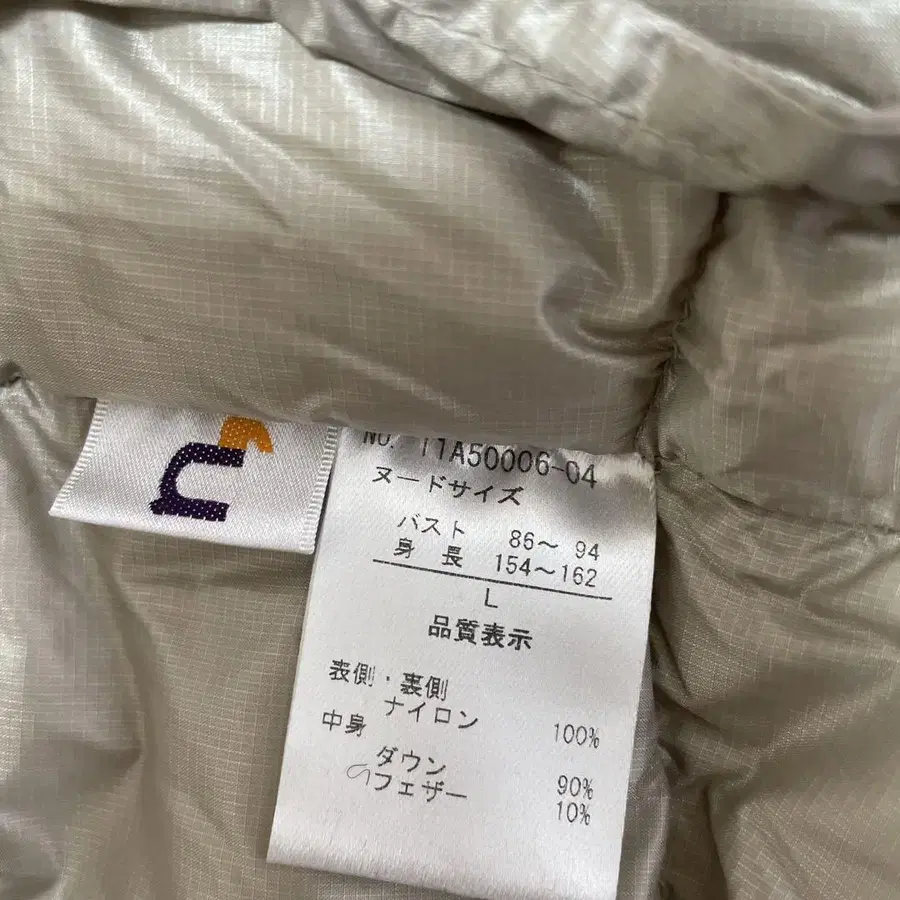 NO. 11A50006-04
ヌードサイズ
バスト 86〜 94
身 長 154〜162
L
品質表示
表側・裏側
ナイロン 100%
中身
ダウン 90%
フェザー 10%